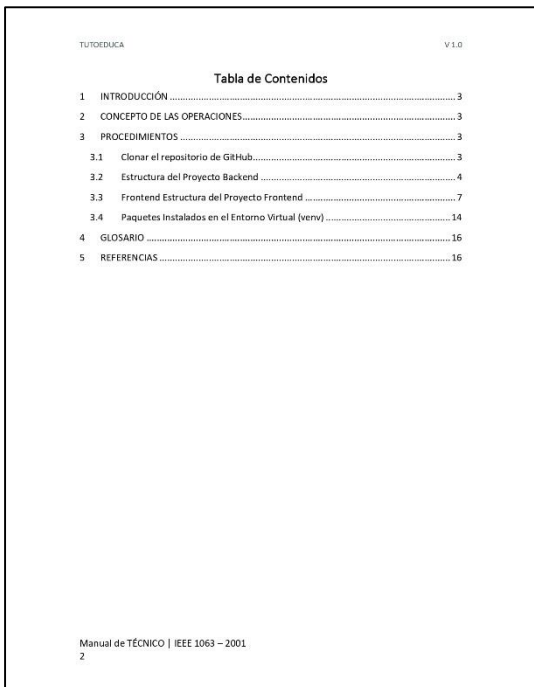 TUTOEDUCA V 1.0
Tabla de Contenidos
1 INTRODUCCIÓN ........ 3
2 CONCEPTO DE LAS OPERACIONES ........ 3
3 PROCEDIMIENTOS ........ 3
3.1 Clonar el repositorio de GitHub ........ 3
3.2 Estructura del Proyecto Backend ........ 4
3.3 Frontend Estructura del Proyecto Frontend ........ 7
3.4 Paquetes Instalados en el Entorno Virtual (venv) ........ 14
4 GLOSARIO ........ 16
5 REFERENCIAS ........ 16
Manual de TÉCNICO | IEEE 1063 – 2001
2